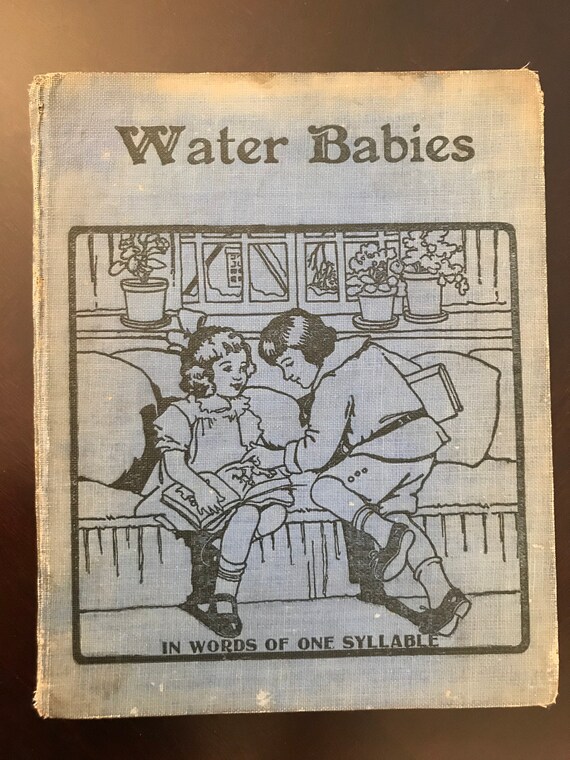 Water Babies
IN WORDS OF ONE SYLLABLE